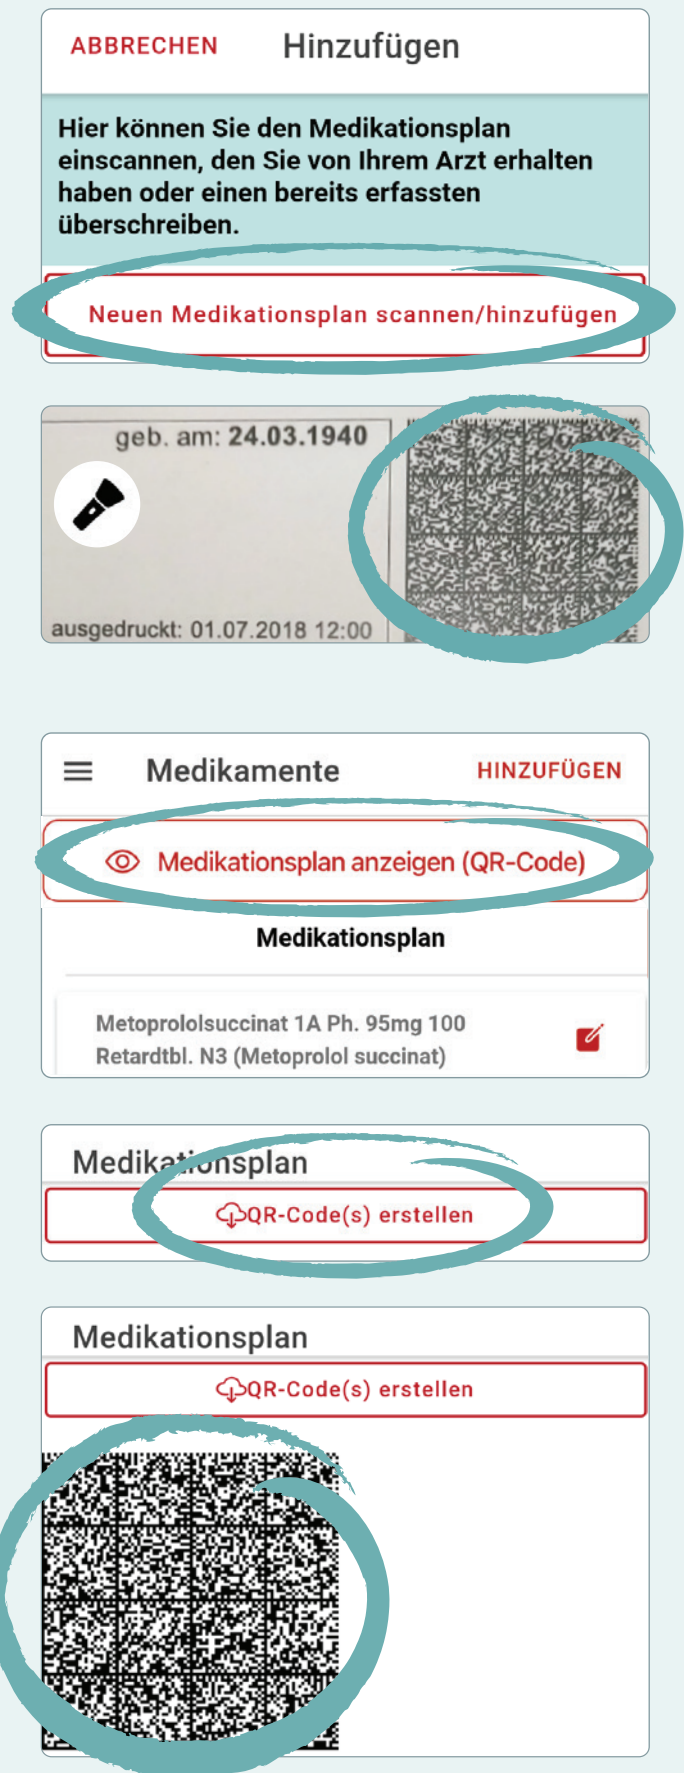 ABBRECHEN Hinzufügen
Hier können Sie den Medikationsplan
einscannen, den Sie von Ihrem Arzt erhalten
haben oder einen bereits erfassten
überschreiben.
Neuen Medikationsplan scannen/hinzufügen
geb. am: 24.03.1940
ausgedruckt: 01.07.2018 12:00
Medikamente HINZUFÜGEN
Medikationsplan anzeigen (QR-Code)
Medikationsplan
Metoprololsuccinat 1A Ph. 95mg 100
Retardtbl. N3 (Metoprolol succinat)
Medikationsplan
QR-Code(s) erstellen
Medikationsplan
QR-Code(s) erstellen